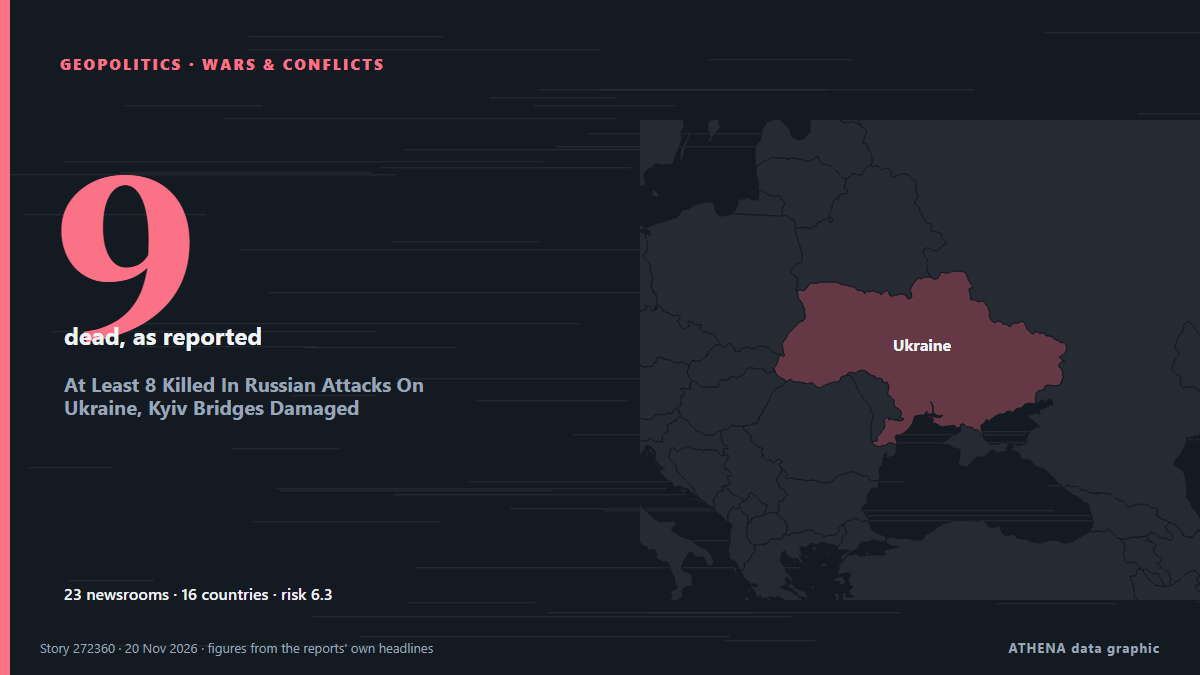 GEOPOLITICS · WARS & CONFLICTS
9
dead, as reported
At Least 8 Killed In Russian Attacks On
Ukraine, Kyiv Bridges Damaged
Ukraine
23 newsrooms · 16 countries · risk 6.3
Story 272360 · 20 Nov 2026 · figures from the reports' own headlines
ATHENA data graphic